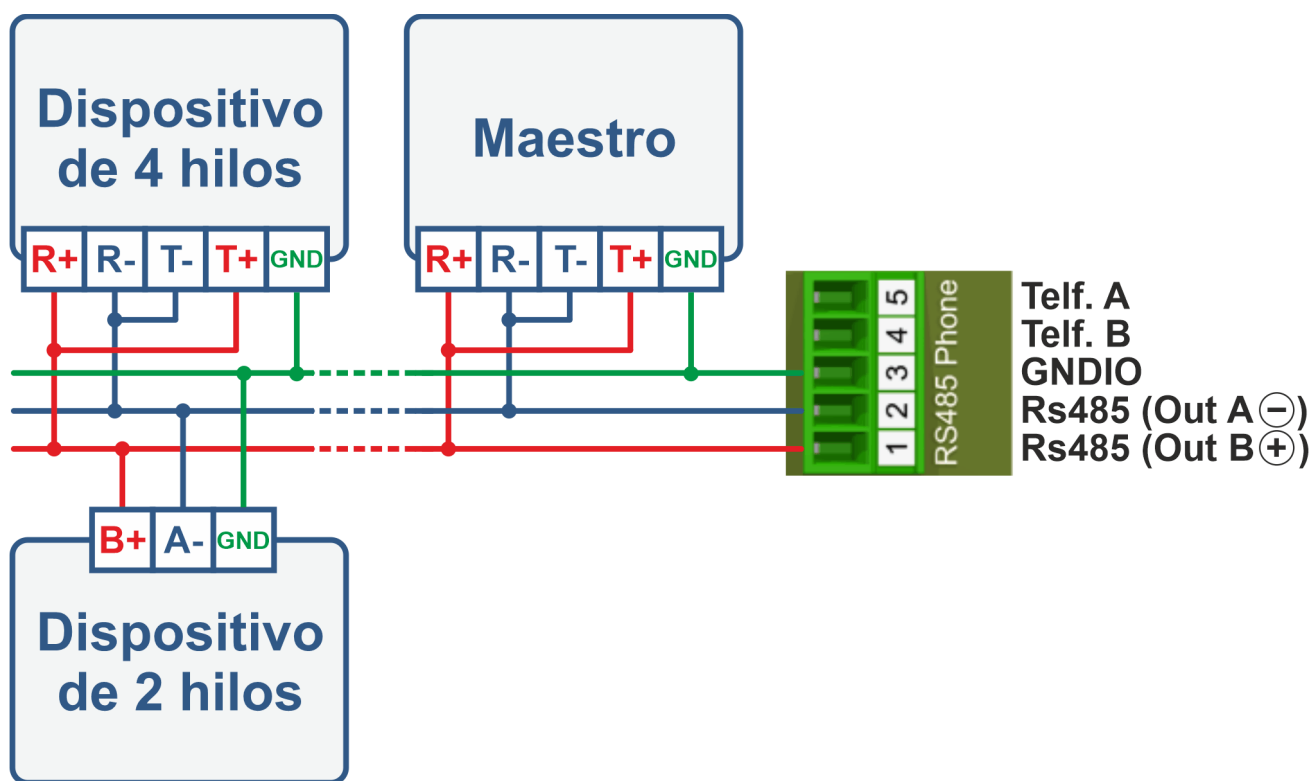 Dispositivo
de 4 hilos
R+ R- T- T+ GND
Maestro
R+ R- T- T+ GND
5
4
3
2
1
RS485 Phone
Telf. A
Telf. B
GNDIO
Rs485 (Out A⊖)
Rs485 (Out B⊕)
B+ A- GND
Dispositivo
de 2 hilos